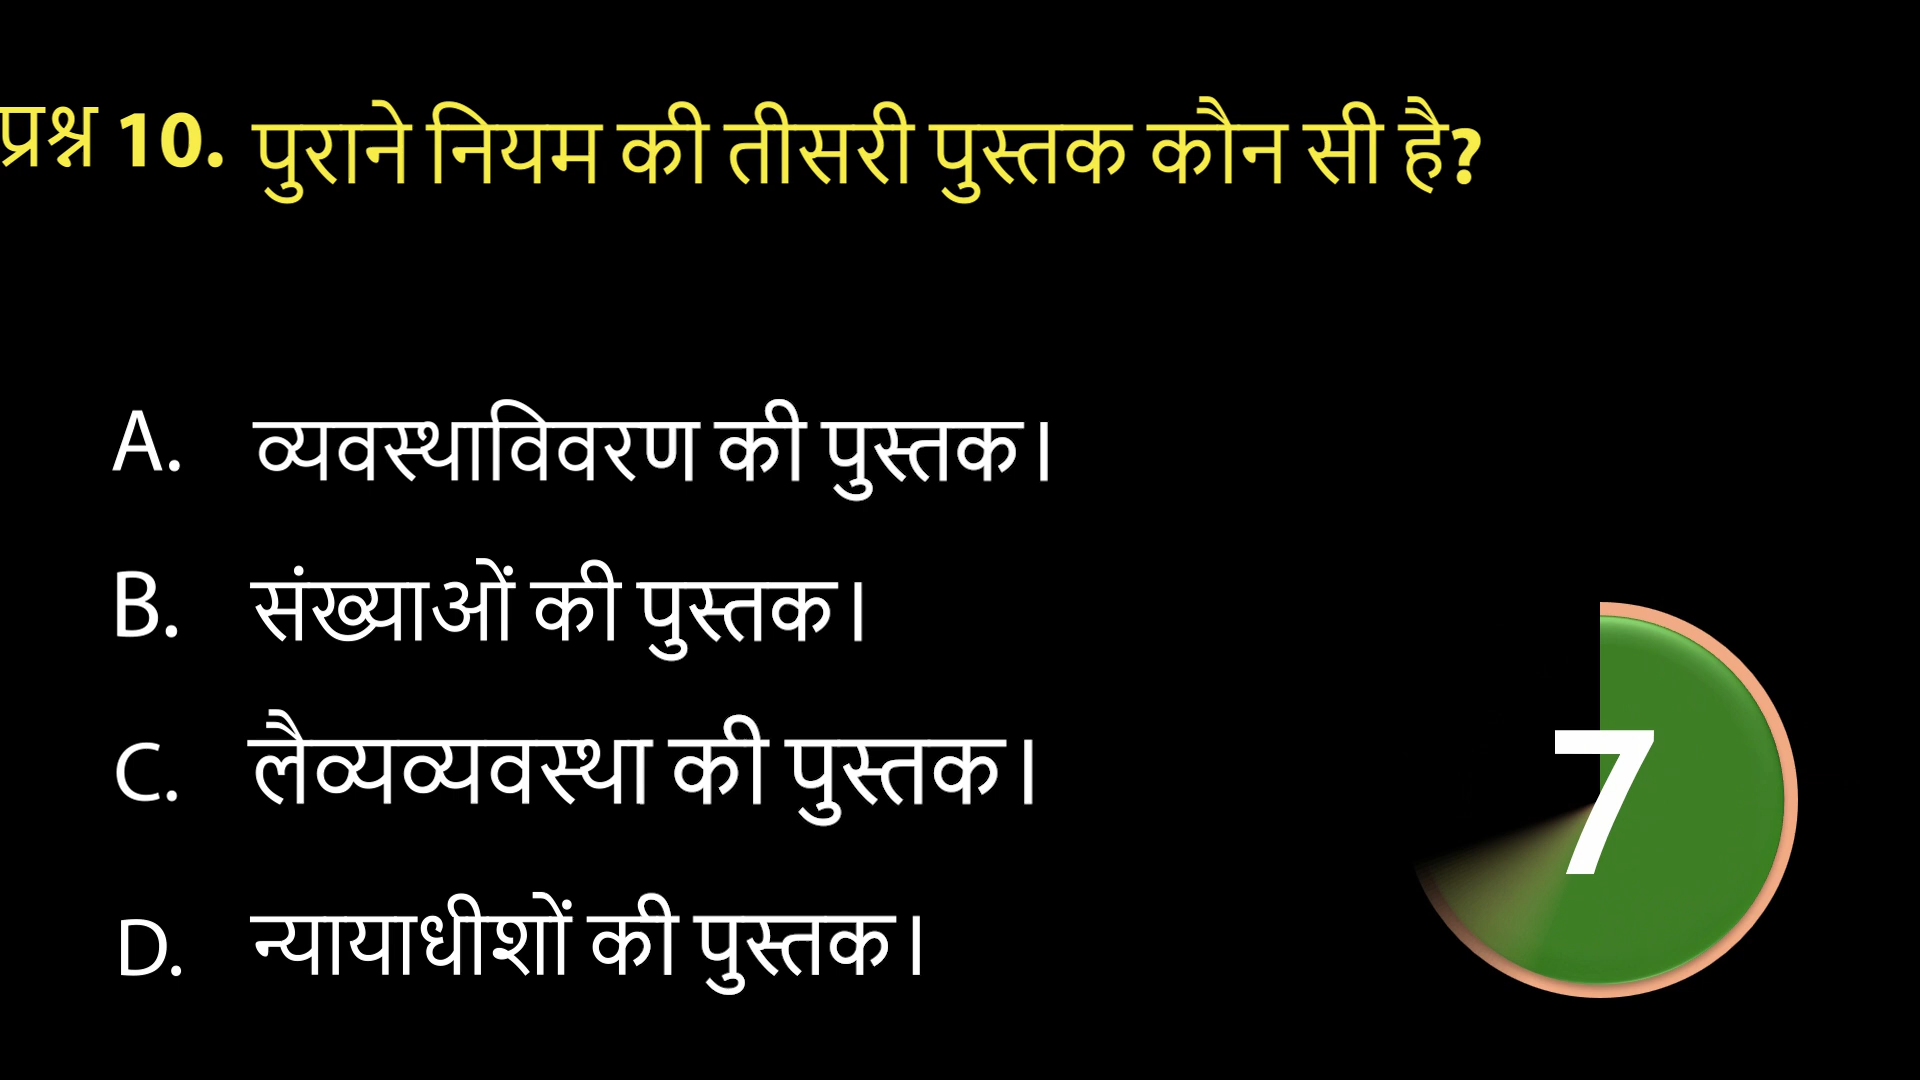 प्रश्न 10. पुराने नियम की तीसरी पुस्तक कौन सी है?
A. व्यवस्थाविवरण की पुस्तक।
B. संख्याओं की पुस्तक।
C. लैव्यव्यवस्था की पुस्तक।
7
D. न्यायाधीशों की पुस्तक।